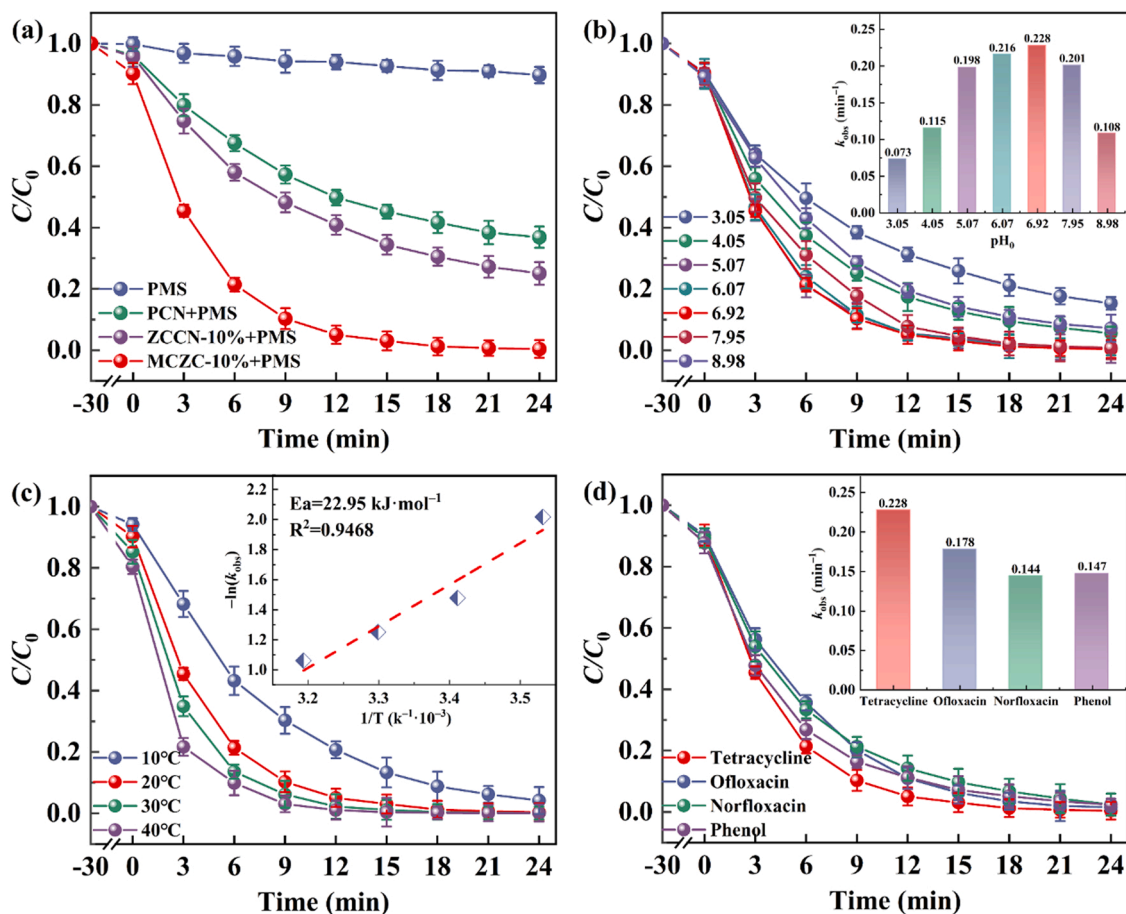 (a)
1.0
0.8
0.6
0.4
0.2
0.0
C/C0
PMS
PCN+PMS
ZCCN-10%+PMS
MCZC-10%+PMS
-30 0 3 6 9 12 15 18 21 24
Time (min)
(b)
1.0
0.8
0.6
0.4
0.2
0.0
C/C0
3.05
4.05
5.07
6.07
6.92
7.95
8.98
0.25
0.20
0.15
0.10
0.05
0.00
kobs (min−1)
0.073
0.115
0.198
0.216
0.228
0.201
0.108
3.05 4.05 5.07 6.07 6.92 7.95 8.98
pH0
-30 0 3 6 9 12 15 18 21 24
Time (min)
(c)
1.0
0.8
0.6
0.4
0.2
0.0
C/C0
2.2
2.0
1.8
1.6
1.4
1.2
1.0
−ln(kobs)
Ea=22.95 kJ·mol−1
R2=0.9468
3.2 3.3 3.4 3.5
1/T (k−1·10−3)
10°C
20°C
30°C
40°C
-30 0 3 6 9 12 15 18 21 24
Time (min)
(d)
1.0
0.8
0.6
0.4
0.2
0.0
C/C0
0.25
0.20
0.15
0.10
0.05
0.00
kobs (min−1)
0.228
0.178
0.144
0.147
Tetracycline Ofloxacin Norfloxacin Phenol
Tetracycline
Ofloxacin
Norfloxacin
Phenol
-30 0 3 6 9 12 15 18 21 24
Time (min)